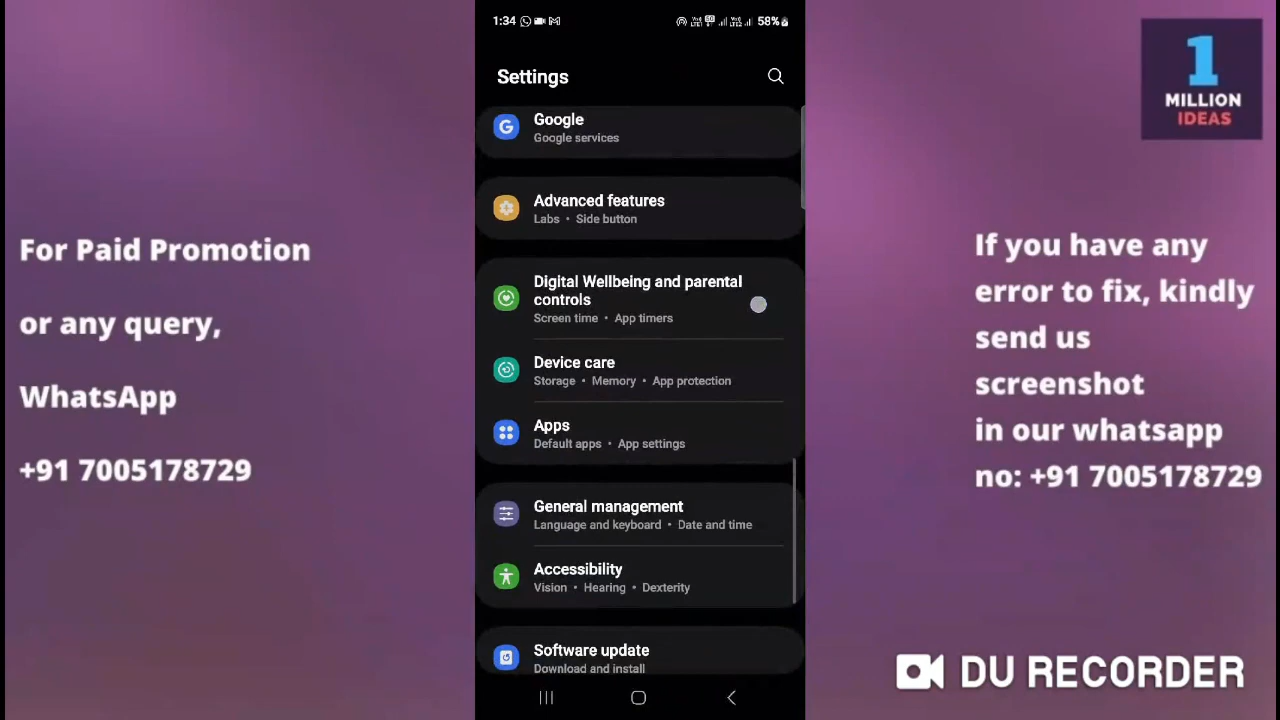 For Paid Promotion
or any query,
WhatsApp
+91 7005178729
1:34
58%
Settings
Google
Google services
Advanced features
Labs • Side button
Digital Wellbeing and parental
controls
Screen time • App timers
Device care
Storage • Memory • App protection
Apps
Default apps • App settings
General management
Language and keyboard • Date and time
Accessibility
Vision • Hearing • Dexterity
Software update
Download and install
1
MILLION
IDEAS
If you have any
error to fix, kindly
send us
screenshot
in our whatsapp
no: +91 7005178729
DU RECORDER